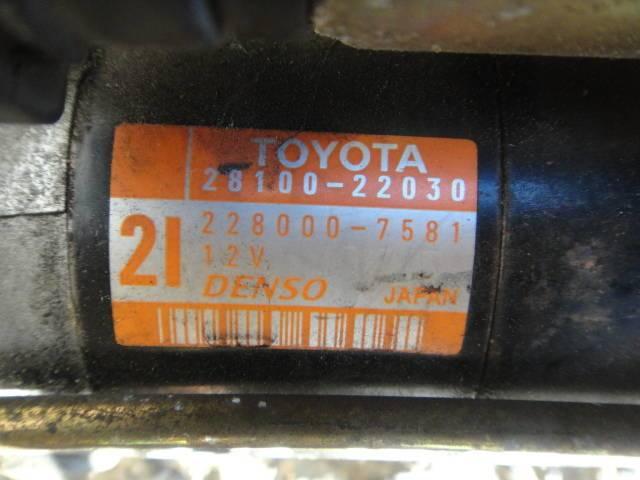 TOYOTA
28100-22030
21
228000-7581
12V
DENSO JAPAN